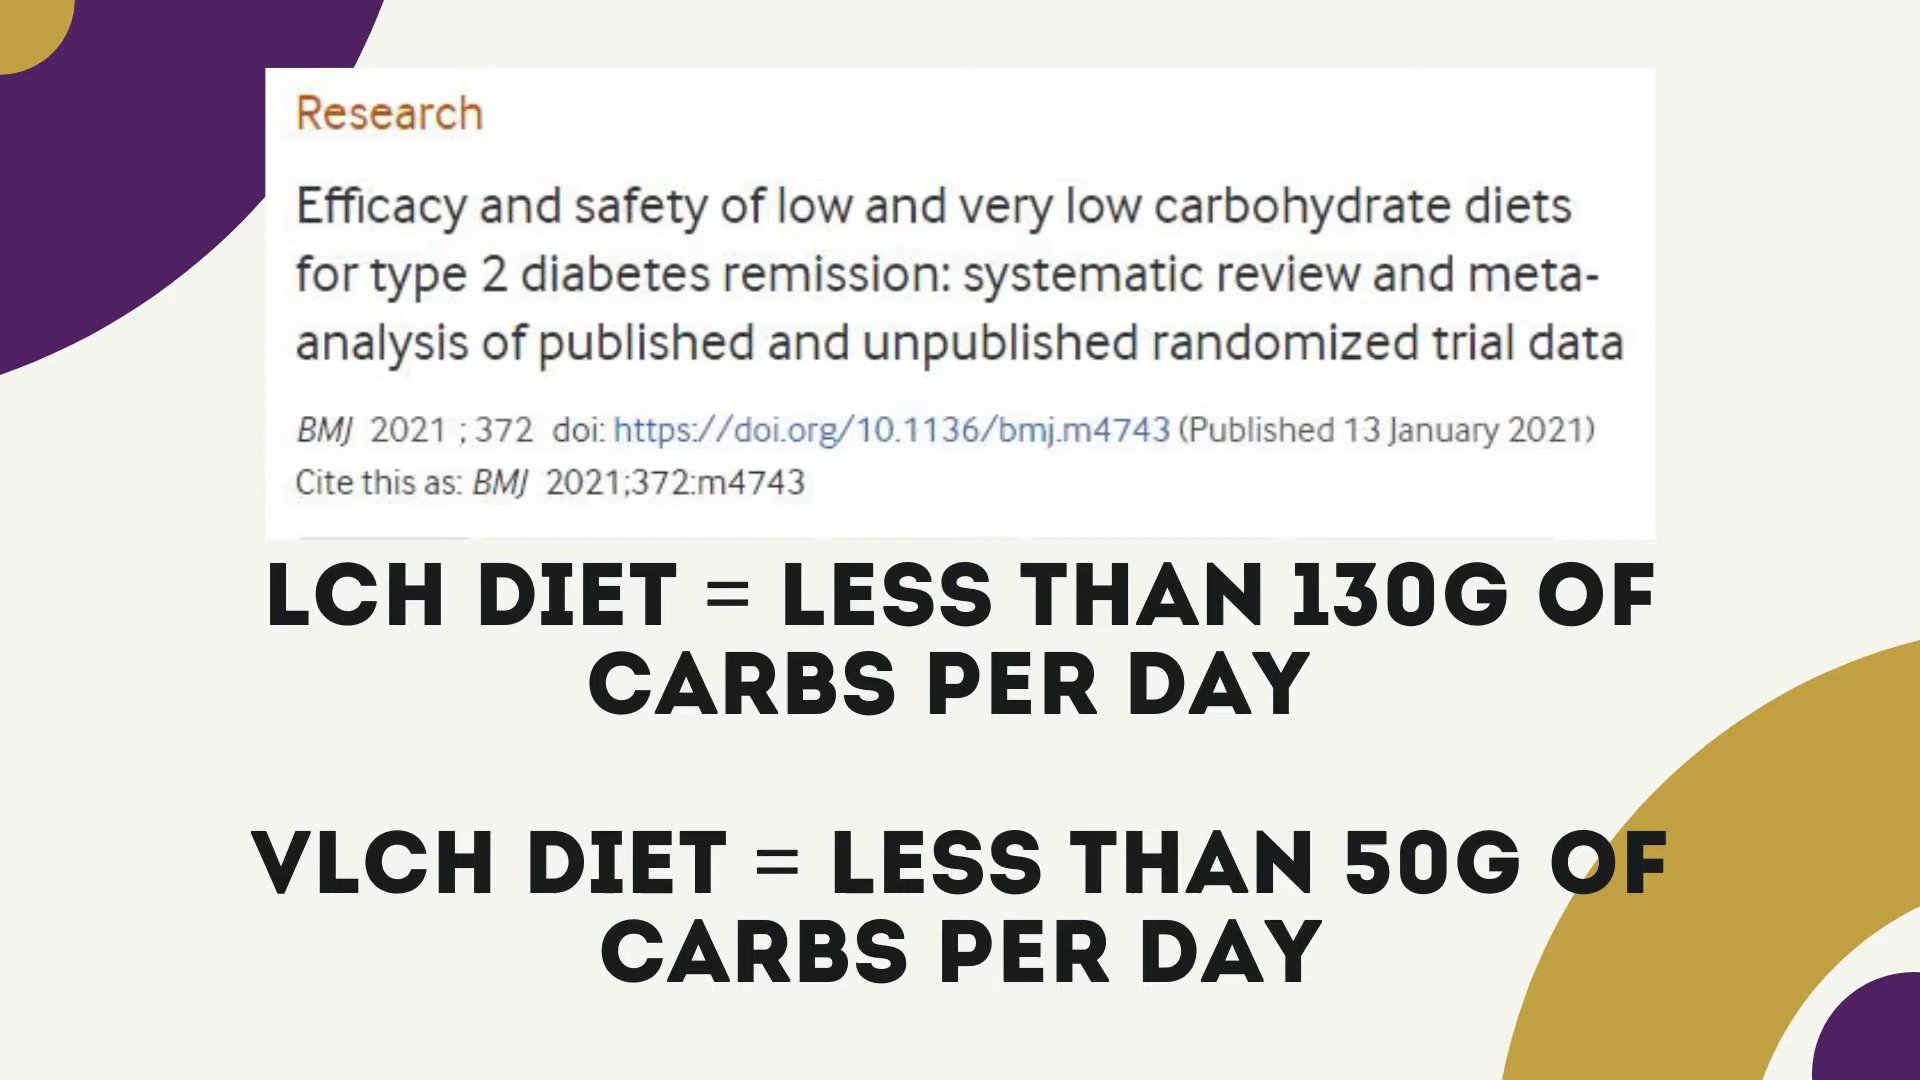 Research
Efficacy and safety of low and very low carbohydrate diets
for type 2 diabetes remission: systematic review and meta-
analysis of published and unpublished randomized trial data
BMJ 2021 ; 372 doi: https://doi.org/10.1136/bmj.m4743 (Published 13 January 2021)
Cite this as: BMJ 2021;372:m4743
LCH DIET = LESS THAN 130G OF
CARBS PER DAY
VLCH DIET = LESS THAN 50G OF
CARBS PER DAY